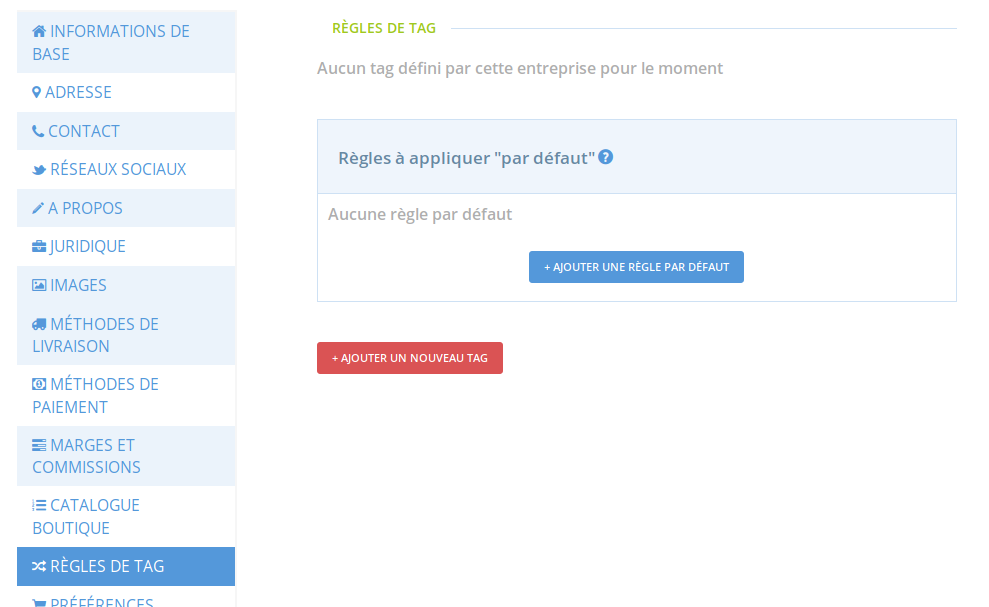 INFORMATIONS DE
BASE
ADRESSE
CONTACT
RÉSEAUX SOCIAUX
A PROPOS
JURIDIQUE
IMAGES
MÉTHODES DE
LIVRAISON
MÉTHODES DE
PAIEMENT
MARGES ET
COMMISSIONS
CATALOGUE
BOUTIQUE
RÈGLES DE TAG
PRÉFÉRENCES
RÈGLES DE TAG
Aucun tag défini par cette entreprise pour le moment
Règles à appliquer "par défaut"
Aucune règle par défaut
+ AJOUTER UNE RÈGLE PAR DÉFAUT
+ AJOUTER UN NOUVEAU TAG